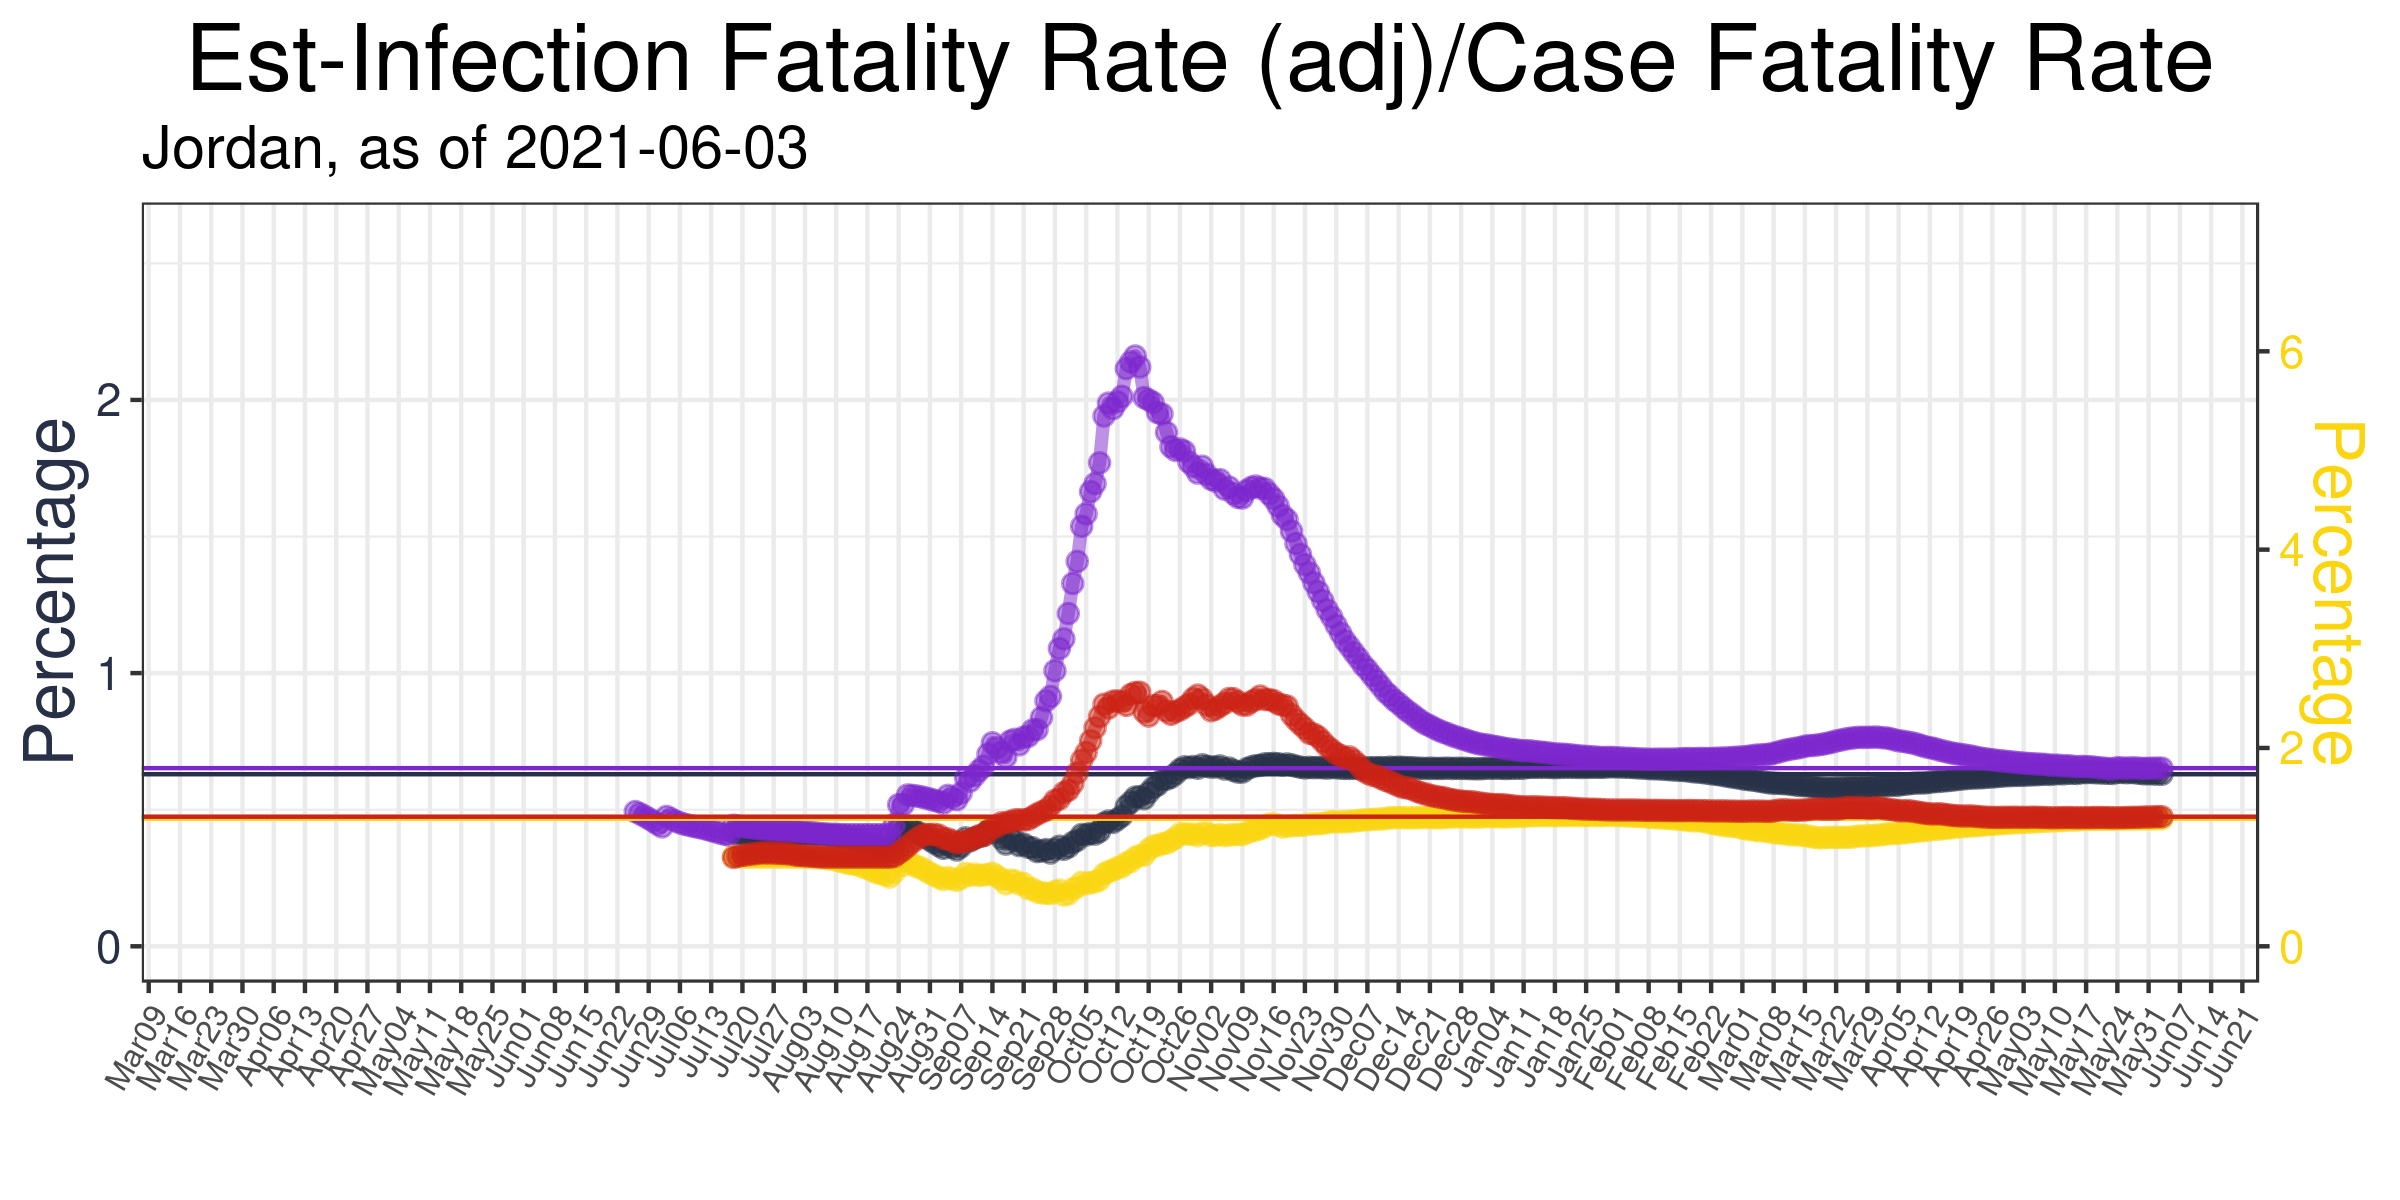 Est-Infection Fatality Rate (adj)/Case Fatality Rate
Jordan, as of 2021-06-03
Percentage
2
1
0
6
4
2
0
Percentage
Mar09
Mar16
Mar23
Mar30
Apr06
Apr13
Apr20
Apr27
May04
May11
May18
May25
Jun01
Jun08
Jun15
Jun22
Jun29
Jul06
Jul13
Jul20
Jul27
Aug03
Aug10
Aug17
Aug24
Aug31
Sep07
Sep14
Sep21
Sep28
Oct05
Oct12
Oct19
Oct26
Nov02
Nov09
Nov16
Nov23
Nov30
Dec07
Dec14
Dec21
Dec28
Jan04
Jan11
Jan18
Jan25
Feb01
Feb08
Feb15
Feb22
Mar01
Mar08
Mar15
Mar22
Mar29
Apr05
Apr12
Apr19
Apr26
May03
May10
May17
May24
May31
Jun07
Jun14
Jun21